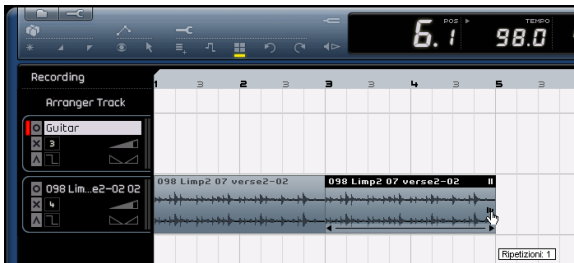 POS
TEMPO
6. 1
98.0
Recording
1 3 2 3 3 3 4 3 5 3
Arranger Track
Guitar
3
098 Limp2 07 verse2-02
098 Limp2 07 verse2-02
098 Lim...e2-02 02
4
Ripetizioni: 1